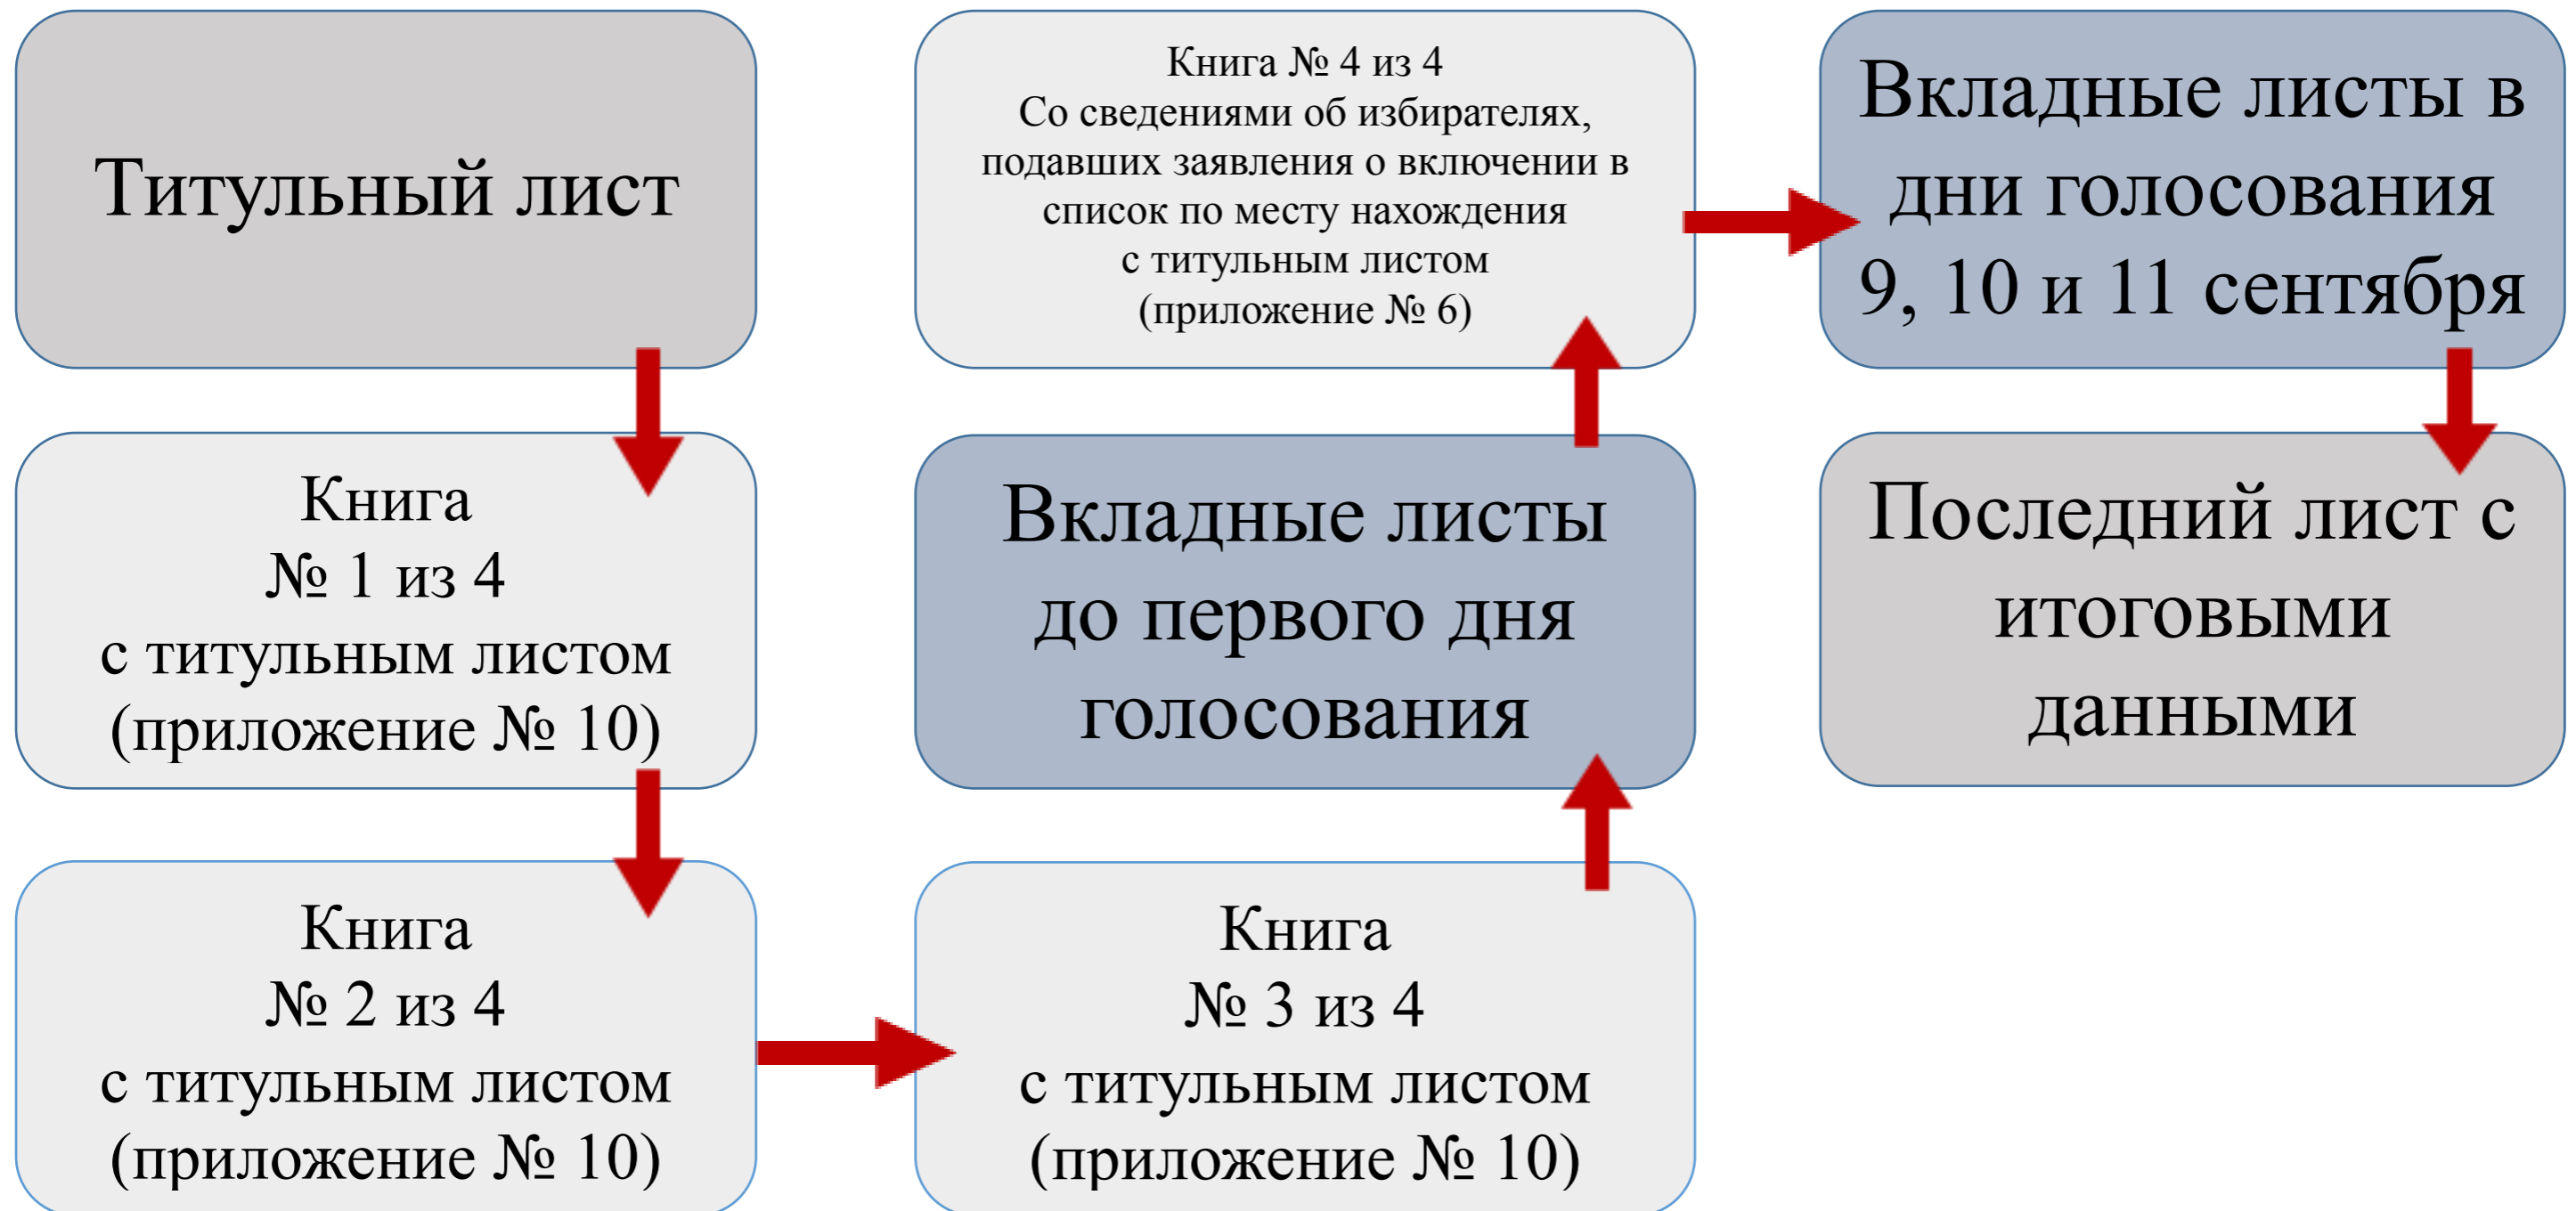 Титульный лист
Книга
№ 1 из 4
с титульным листом
(приложение № 10)
Книга
№ 2 из 4
с титульным листом
(приложение № 10)
Книга
№ 3 из 4
с титульным листом
(приложение № 10)
Вкладные листы
до первого дня
голосования
Книга № 4 из 4
Со сведениями об избирателях,
подавших заявления о включении в
список по месту нахождения
с титульным листом
(приложение № 6)
Вкладные листы в
дни голосования
9, 10 и 11 сентября
Последний лист с
итоговыми
данными